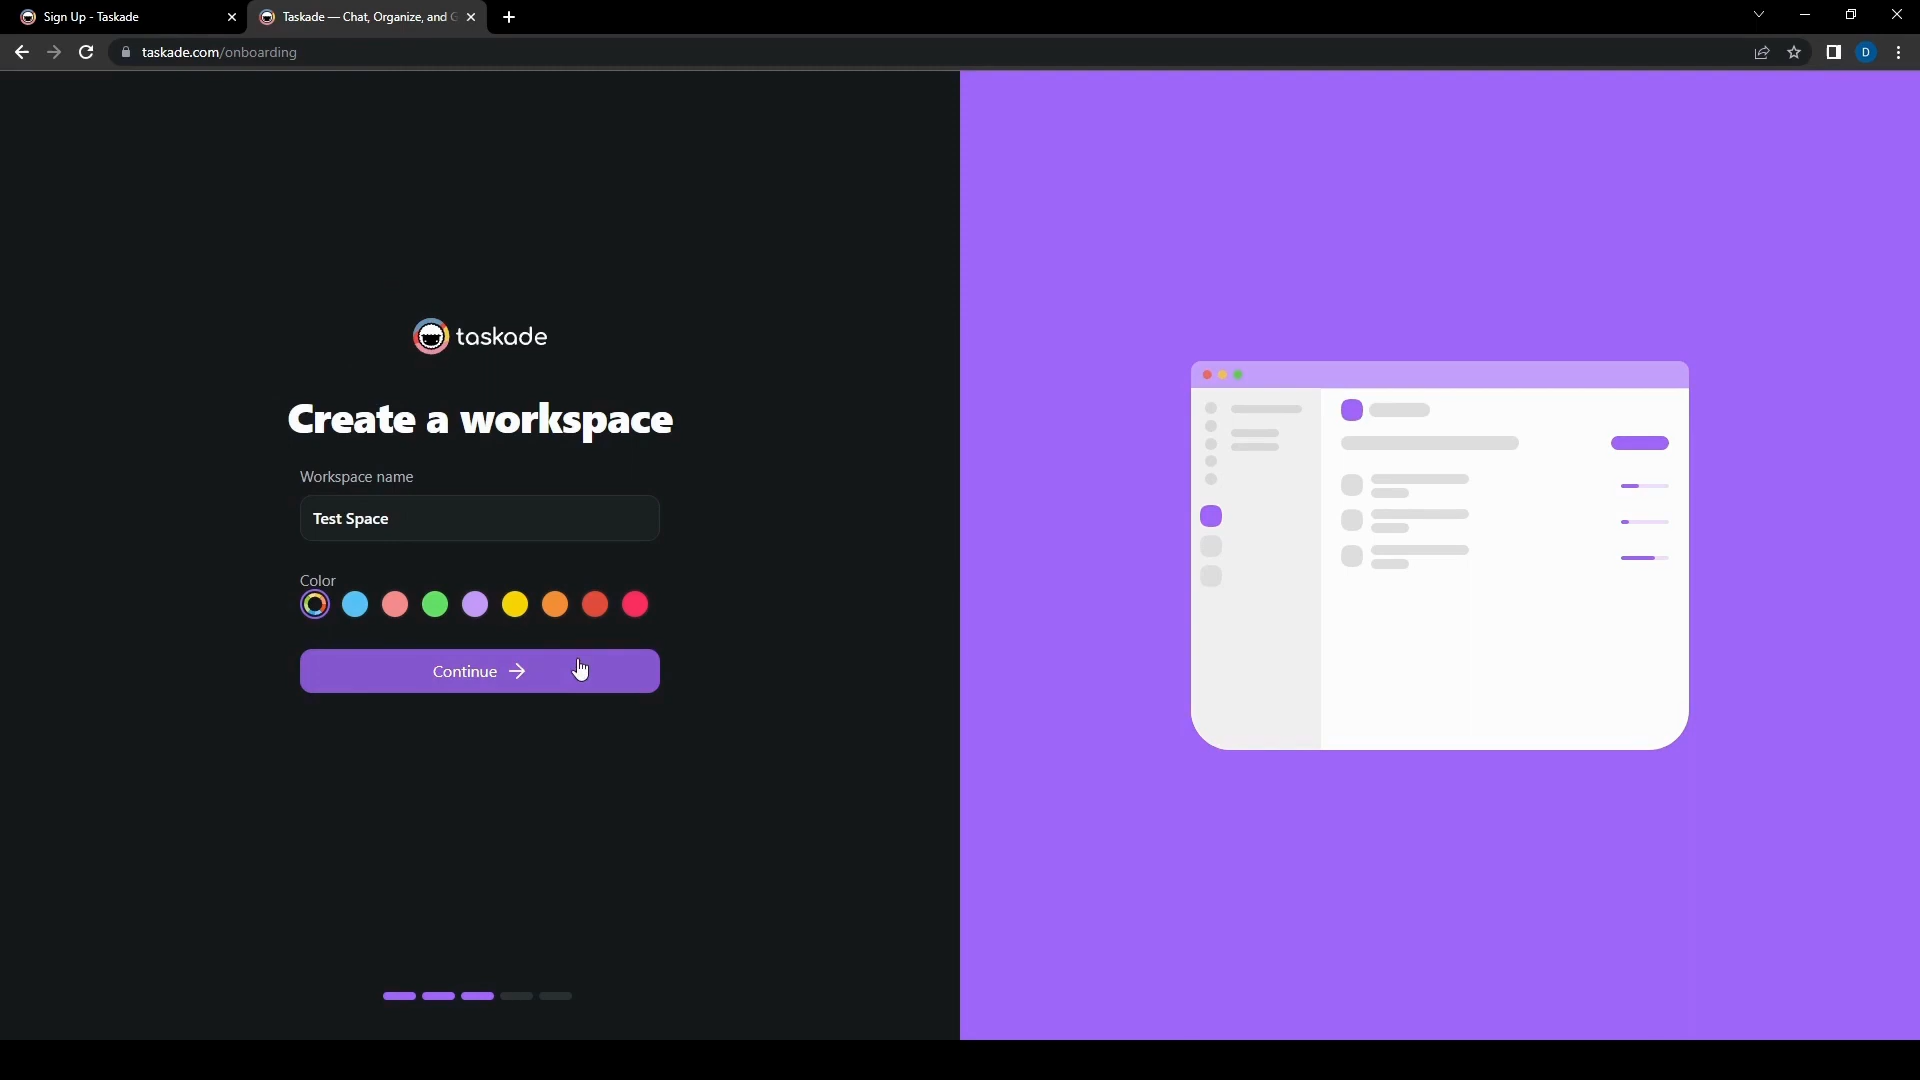 Sign Up - Taskade
Taskade — Chat, Organize, and G
taskade.com/onboarding
D
taskade
Create a workspace
Workspace name
Test Space
Color
Continue